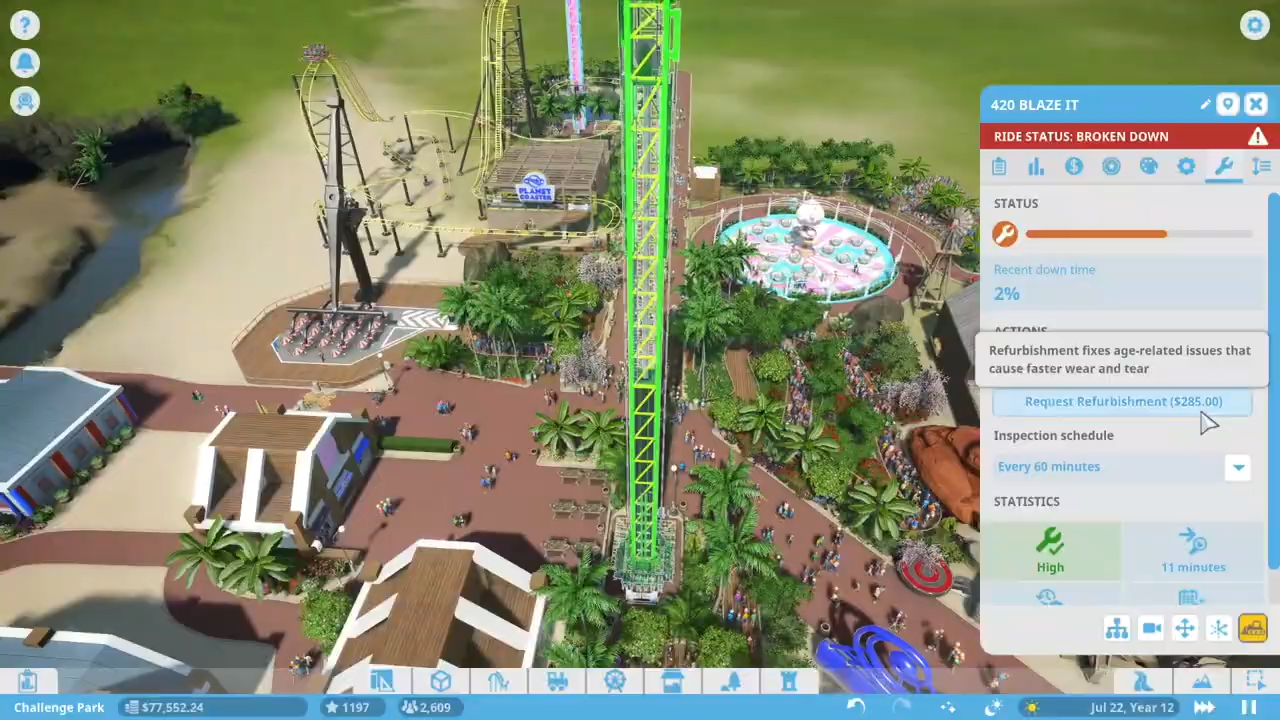 420 BLAZE IT
RIDE STATUS: BROKEN DOWN
STATUS
Recent down time
2%
ACTIONS
Refurbishment fixes age-related issues that
cause faster wear and tear
Request Refurbishment ($285.00)
Inspection schedule
Every 60 minutes
STATISTICS
High
11 minutes
PLANET
COASTER
Challenge Park
$77,552.24
1197
2,609
Jul 22, Year 12